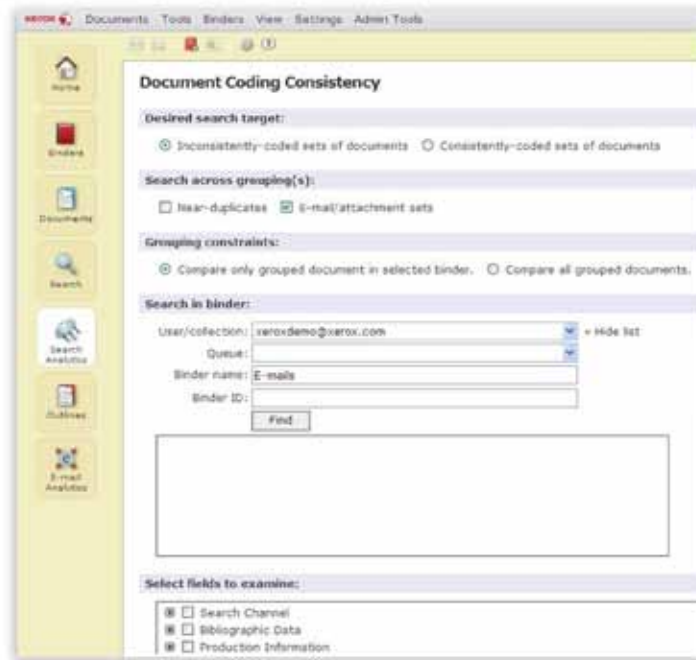 xerox Documents Tools Binders View Settings Admin Tools
Home
Binders
Documents
Search
Search Analytics
Outlines
E-mail Analytics
Document Coding Consistency
Desired search target:
Inconsistently-coded sets of documents Consistently-coded sets of documents
Search across grouping(s):
Near-duplicates E-mail/attachment sets
Grouping constraints:
Compare only grouped document in selected binder. Compare all grouped documents.
Search in binder:
User/collection: xeroxdemo@xerox.com « Hide list
Queue:
Binder name: E-mails
Binder ID:
Find
Select fields to examine:
Search Channel
Bibliographic Data
Production Information